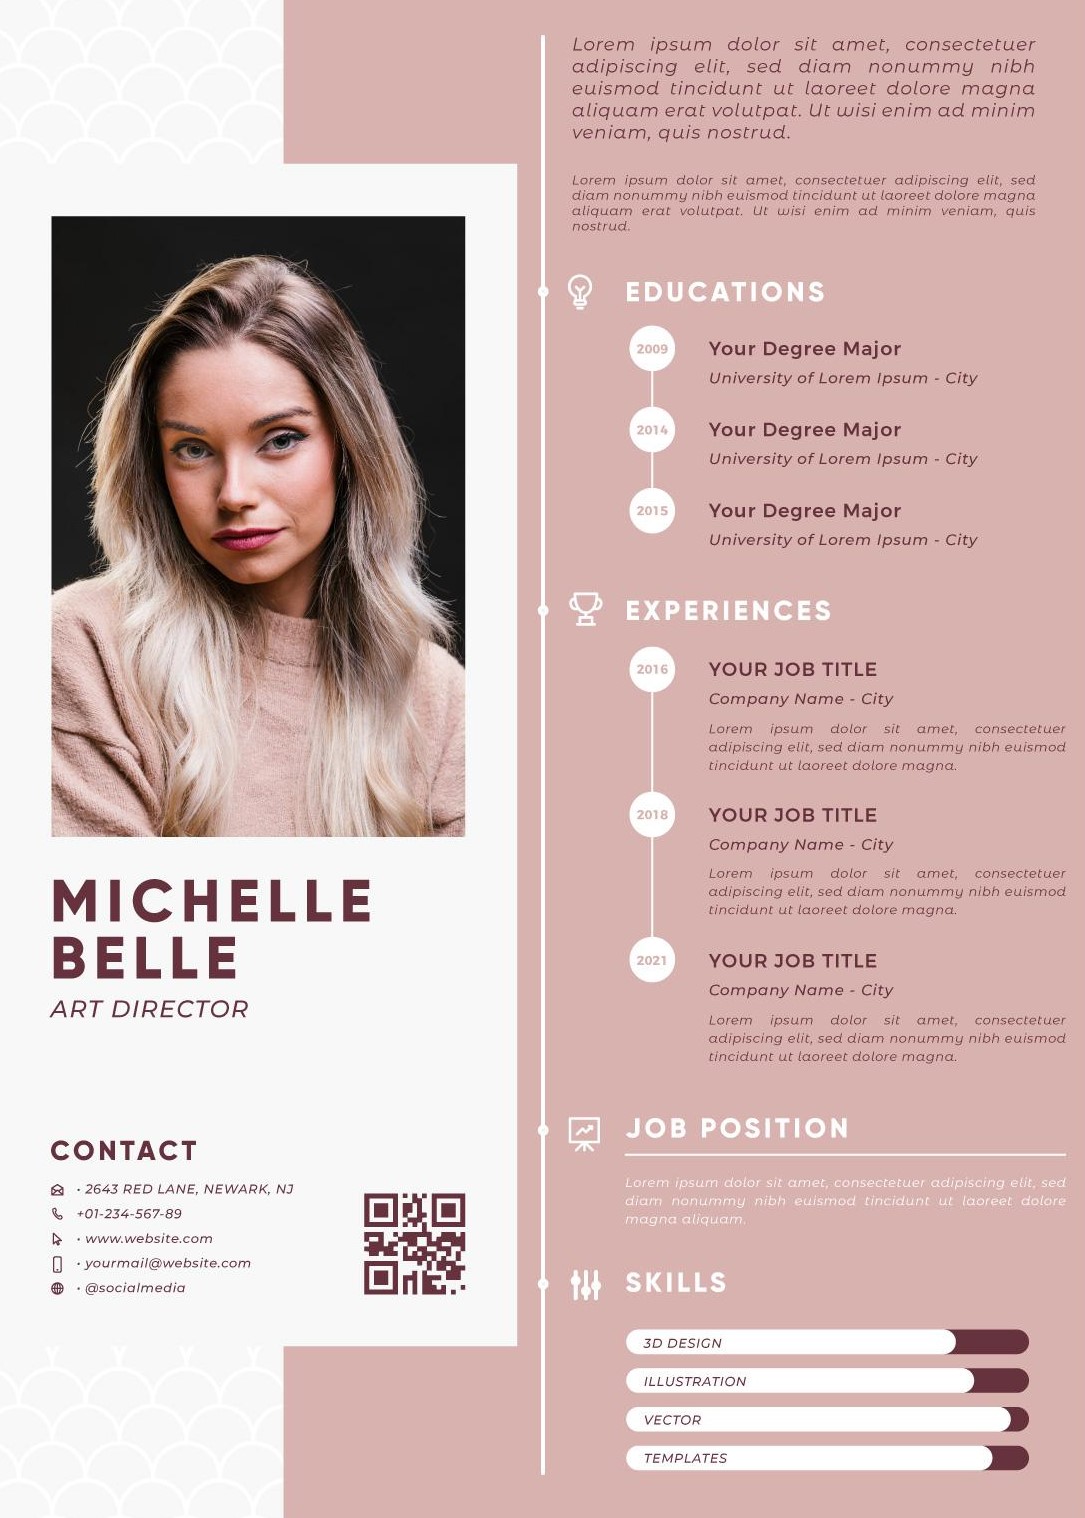 MICHELLE
BELLE
ART DIRECTOR
CONTACT
· 2643 RED LANE, NEWARK, NJ
+01-234-567-89
· www.website.com
· yourmail@website.com
· @socialmedia
Lorem ipsum dolor sit amet, consectetuer
adipiscing elit, sed diam nonummy nibh
euismod tincidunt ut laoreet dolore magna
aliquam erat volutpat. Ut wisi enim ad minim
veniam, quis nostrud.
Lorem ipsum dolor sit amet, consectetuer adipiscing elit, sed
diam nonummy nibh euismod tincidunt ut laoreet dolore magna
aliquam erat volutpat. Ut wisi enim ad minim veniam, quis
nostrud.
EDUCATIONS
2009 Your Degree Major
University of Lorem Ipsum - City
2014 Your Degree Major
University of Lorem Ipsum - City
2015 Your Degree Major
University of Lorem Ipsum - City
EXPERIENCES
2016 YOUR JOB TITLE
Company Name - City
Lorem ipsum dolor sit amet, consectetuer
adipiscing elit, sed diam nonummy nibh euismod
tincidunt ut laoreet dolore magna.
2018 YOUR JOB TITLE
Company Name - City
Lorem ipsum dolor sit amet, consectetuer
adipiscing elit, sed diam nonummy nibh euismod
tincidunt ut laoreet dolore magna.
2021 YOUR JOB TITLE
Company Name - City
Lorem ipsum dolor sit amet, consectetuer
adipiscing elit, sed diam nonummy nibh euismod
tincidunt ut laoreet dolore magna.
JOB POSITION
Lorem ipsum dolor sit amet, consectetuer adipiscing elit, sed
diam nonummy nibh euismod tincidunt ut laoreet dolore
magna aliquam.
SKILLS
3D DESIGN
ILLUSTRATION
VECTOR
TEMPLATES